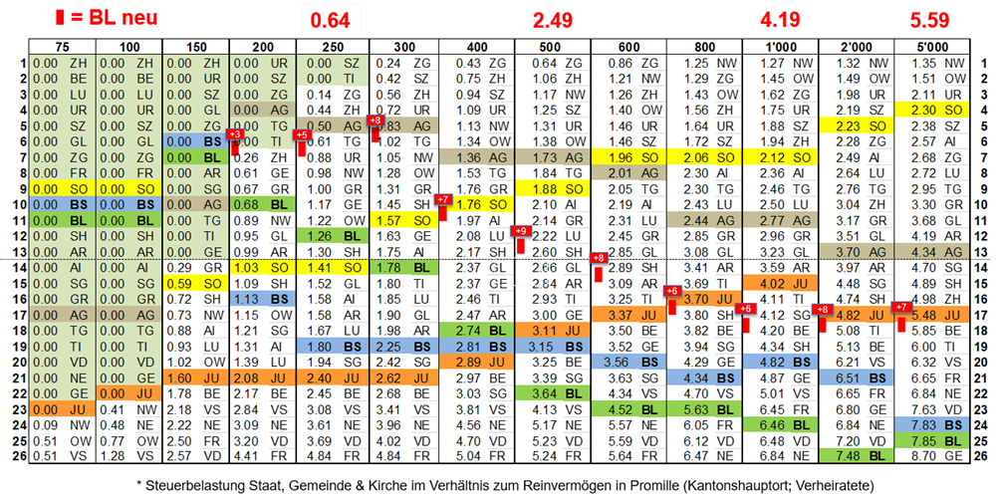 = BL neu 0.64 2.49 4.19 5.59
75 100 150 200 250 300 400 500 600 800 1'000 2'000 5'000
1 0.00 ZH 0.00 ZH 0.00 ZH 0.00 UR 0.00 SZ 0.24 ZG 0.43 ZG 0.64 ZG 0.86 ZG 1.25 NW 1.27 NW 1.32 NW 1.35 NW 1
2 0.00 BE 0.00 BE 0.00 BE 0.00 SZ 0.00 TI 0.42 SZ 0.75 ZH 1.06 ZH 1.21 NW 1.29 ZG 1.45 OW 1.49 OW 1.51 OW 2
3 0.00 LU 0.00 LU 0.00 SZ 0.00 GL 0.14 ZG 0.56 ZH 0.94 SZ 1.17 NW 1.26 ZH 1.43 OW 1.62 ZG 1.98 UR 2.11 UR 3
4 0.00 UR 0.00 UR 0.00 GL 0.00 AG 0.44 ZH 0.72 UR 1.09 UR 1.25 SZ 1.40 OW 1.56 ZH 1.75 UR 2.19 SZ 2.30 SO 4
5 0.00 SZ 0.00 SZ 0.00 ZG 0.00 TG 0.50 AG 0.83 AG 1.13 NW 1.31 UR 1.46 SZ 1.64 UR 1.88 SZ 2.23 SO 2.38 SZ 5
+3 +5 +8
6 0.00 GL 0.00 GL 0.00 BS 0.00 TI 0.61 TG 1.02 TG 1.34 OW 1.38 OW 1.46 UR 1.72 SZ 1.94 ZH 2.28 ZG 2.57 AI 6
7 0.00 ZG 0.00 ZG 0.00 BL 0.26 ZH 0.88 UR 1.05 NW 1.36 AG 1.73 AG 1.96 SO 2.06 SO 2.12 SO 2.49 AI 2.68 ZG 7
8 0.00 FR 0.00 FR 0.00 AR 0.61 GE 0.98 NW 1.28 OW 1.53 TG 1.84 TG 2.01 AG 2.30 AI 2.36 AI 2.64 LU 2.72 LU 8
9 0.00 SO 0.00 SO 0.00 SO 0.67 GR 1.00 GR 1.31 GR 1.76 GR 1.88 SO 2.05 TG 2.30 TG 2.46 TG 2.76 TG 2.95 TG 9
10 0.00 BS 0.00 BS 0.00 AG 0.68 BL 1.17 GE 1.45 SH 1.76 SO 2.10 AI 2.19 AI 2.43 LU 2.51 LU 3.04 ZH 3.30 GR 10
+7
11 0.00 BL 0.00 BL 0.00 TG 0.89 NW 1.22 OW 1.57 SO 1.97 AI 2.14 GR 2.31 LU 2.44 AG 2.77 AG 3.17 GR 3.68 GL 11
12 0.00 SH 0.00 SH 0.00 TI 0.95 GL 1.26 BL 1.63 GE 2.08 LU 2.22 LU 2.45 GR 2.85 GR 2.96 GR 3.51 GL 4.19 AR 12
+9
13 0.00 AR 0.00 AR 0.00 GE 0.99 AR 1.30 SH 1.75 AI 2.17 SH 2.60 SH 2.85 GL 3.08 GL 3.23 GL 3.70 AG 4.34 AG 13
+8
14 0.00 AI 0.00 AI 0.29 GR 1.03 SO 1.41 SO 1.78 BL 2.37 GL 2.66 GL 2.89 SH 3.41 AR 3.59 AR 3.97 AR 4.50 SG 14
15 0.00 SG 0.00 SG 0.59 SO 1.09 SH 1.52 GL 1.80 TI 2.37 GE 2.84 AR 3.09 AR 3.69 TI 4.02 JU 4.48 SG 4.89 SH 15
16 0.00 GR 0.00 GR 0.72 SH 1.13 BS 1.58 AI 1.85 LU 2.46 TI 2.93 TI 3.25 TI 3.70 JU 4.11 TI 4.74 SH 4.98 ZH 16
+6
17 0.00 AG 0.00 AG 0.73 NW 1.15 OW 1.58 AR 1.90 GL 2.47 AR 3.00 GE 3.37 JU 3.80 SH 4.12 SG 4.82 JU 5.48 JU 17
+6 +8 +7
18 0.00 TG 0.00 TG 0.88 AI 1.21 SG 1.67 LU 1.98 AR 2.74 BL 3.11 JU 3.50 BE 3.82 BE 4.20 BE 5.08 TI 5.85 BE 18
19 0.00 TI 0.00 TI 0.93 LU 1.31 AI 1.80 BS 2.25 BS 2.81 BS 3.15 BS 3.52 GE 3.94 SG 4.34 SH 5.13 BE 6.00 TI 19
20 0.00 VD 0.00 VD 1.02 OW 1.39 LU 1.94 SG 2.42 SG 2.89 JU 3.25 BE 3.56 BS 4.29 GE 4.82 BS 6.21 VS 6.32 VS 20
21 0.00 NE 0.00 GE 1.60 JU 2.08 JU 2.40 JU 2.62 JU 2.97 BE 3.39 SG 3.63 SG 4.34 BS 4.87 GE 6.51 BS 6.65 FR 21
22 0.00 GE 0.00 JU 1.78 BE 2.17 BE 2.45 BE 2.68 BE 3.03 SG 3.64 BL 4.34 VS 4.70 VS 5.01 VS 6.65 FR 6.84 NE 22
23 0.00 JU 0.41 NW 2.18 VS 2.84 VS 3.08 VS 3.41 VS 3.81 VS 4.13 VS 4.52 BL 5.63 BL 6.45 FR 6.80 GE 7.63 VD 23
24 0.09 NW 0.48 NE 2.22 NE 3.09 NE 3.61 NE 3.96 NE 4.56 NE 5.17 NE 5.57 NE 6.05 FR 6.46 BL 6.84 NE 7.83 BS 24
25 0.51 OW 0.77 OW 2.50 FR 3.20 VD 3.69 VD 4.02 VD 4.70 VD 5.23 VD 5.59 VD 6.12 VD 6.48 VD 7.20 VD 7.85 BL 25
26 0.51 VS 1.28 VS 2.57 VD 4.41 FR 4.84 FR 4.84 FR 5.04 FR 5.24 FR 5.64 FR 6.47 NE 6.84 NE 7.48 BL 8.70 GE 26
* Steuerbelastung Staat, Gemeinde & Kirche im Verhältnis zum Reinvermögen in Promille (Kantonshauptort; Verheiratete)